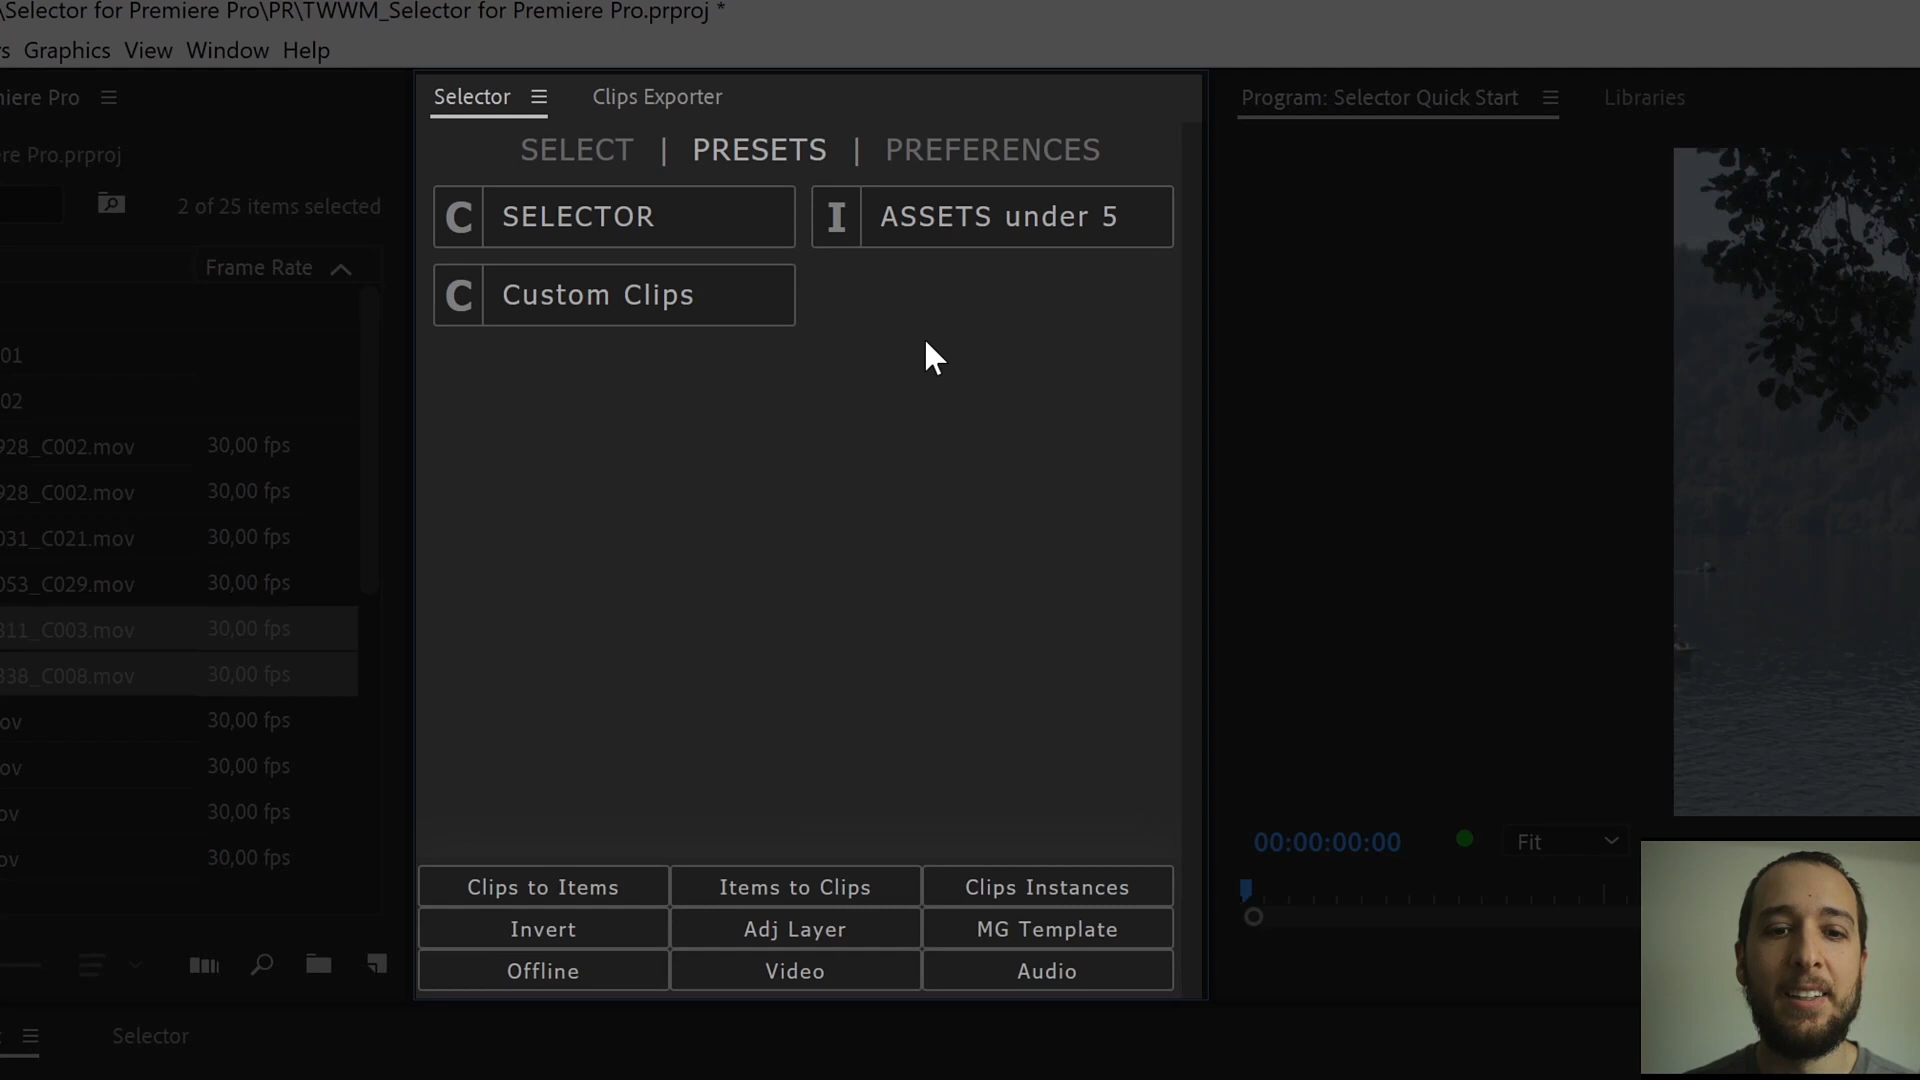 \Selector for Premiere Pro\PR\TWWM_Selector for Premiere Pro.prproj *
Graphics View Window Help
miere Pro
Selector
Clips Exporter
Program: Selector Quick Start
Libraries
SELECT | PRESETS | PREFERENCES
re Pro.prproj
2 of 25 items selected
C SELECTOR
I ASSETS under 5
Frame Rate
C Custom Clips
01
02
928_C002.mov 30,00 fps
928_C002.mov 30,00 fps
031_C021.mov 30,00 fps
053_C029.mov 30,00 fps
311_C003.mov 30,00 fps
338_C008.mov 30,00 fps
ov 30,00 fps
ov 30,00 fps
ov 30,00 fps
ov 30,00 fps
00:00:00:00
Fit
Clips to Items Items to Clips Clips Instances
Invert Adj Layer MG Template
Offline Video Audio
Selector